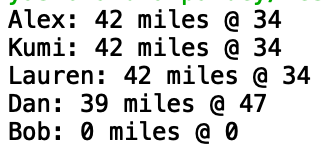 Alex: 42 miles @ 34
Kumi: 42 miles @ 34
Lauren: 42 miles @ 34
Dan: 39 miles @ 47
Bob: 0 miles @ 0